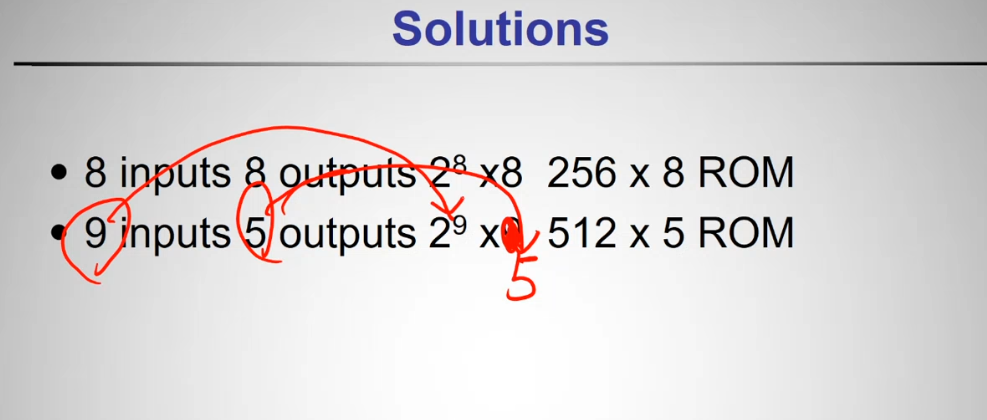 Solutions
• 8 inputs 8 outputs 2⁸ x8 256 x 8 ROM
• 9 inputs 5 outputs 2⁹ x 512 x 5 ROM
5